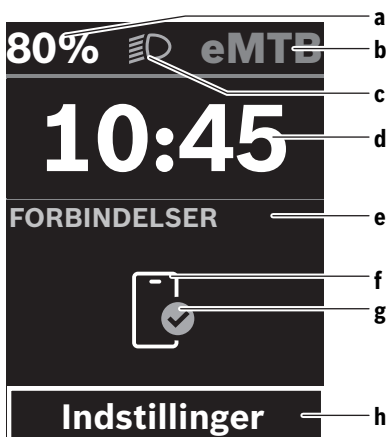 a
80% eMTB b
c
10:45 d
FORBINDELSER e
f
g
Indstillinger h